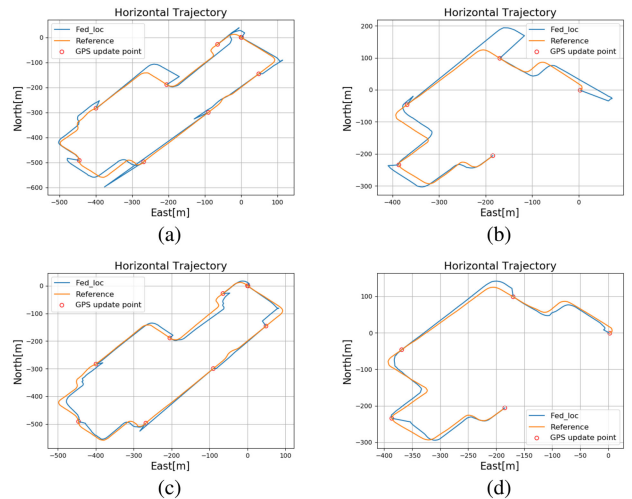 Horizontal Trajectory
Fed_loc
Reference
GPS update point
North[m]
0
−100
−200
−300
−400
−500
−600
−500 −400 −300 −200 −100 0 100
East[m]
(a)
Horizontal Trajectory
Fed_loc
Reference
GPS update point
North[m]
200
100
0
−100
−200
−300
−400 −300 −200 −100 0
East[m]
(b)
Horizontal Trajectory
Fed_loc
Reference
GPS update point
North[m]
0
−100
−200
−300
−400
−500
−500 −400 −300 −200 −100 0 100
East[m]
(c)
Horizontal Trajectory
Fed_loc
Reference
GPS update point
North[m]
100
0
−100
−200
−300
−400 −300 −200 −100 0
East[m]
(d)